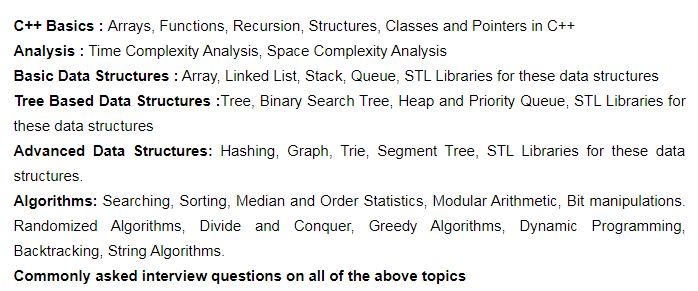 C++ Basics : Arrays, Functions, Recursion, Structures, Classes and Pointers in C++
Analysis : Time Complexity Analysis, Space Complexity Analysis
Basic Data Structures : Array, Linked List, Stack, Queue, STL Libraries for these data structures
Tree Based Data Structures :Tree, Binary Search Tree, Heap and Priority Queue, STL Libraries for
these data structures
Advanced Data Structures: Hashing, Graph, Trie, Segment Tree, STL Libraries for these data
structures.
Algorithms: Searching, Sorting, Median and Order Statistics, Modular Arithmetic, Bit manipulations.
Randomized Algorithms, Divide and Conquer, Greedy Algorithms, Dynamic Programming,
Backtracking, String Algorithms.
Commonly asked interview questions on all of the above topics